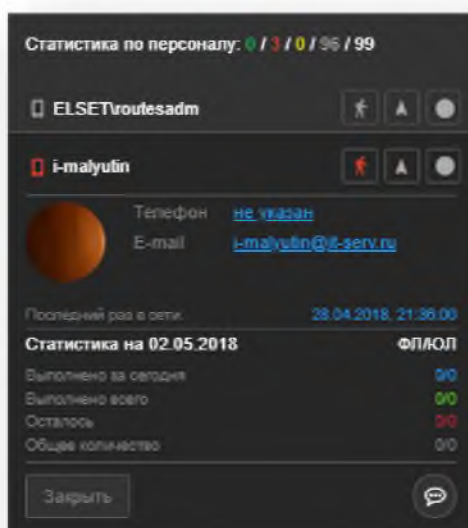 Статистика по персоналу: 0 / 3 / 0 / 96 / 99
ELSET\routesadm
i-malyutin
Телефон не указан
E-mail i-malyutin@it-serv.ru
Последний раз в сети: 28.04.2018, 21:36:00
Статистика на 02.05.2018 ФЛ/ЮЛ
Выполнено за сегодня 0/0
Выполнено всего 0/0
Осталось 0/0
Общее количество 0/0
Закрыть